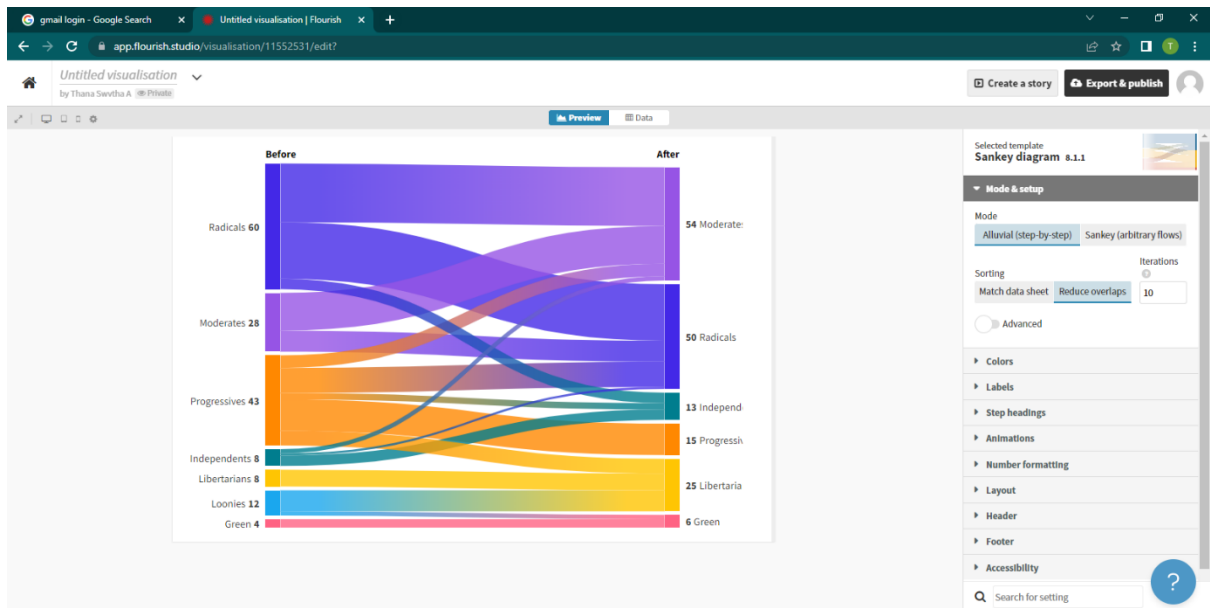 gmail login - Google Search
Untitled visualisation | Flourish
app.flourish.studio/visualisation/11552531/edit?
T
Untitled visualisation
by Thana Swvtha A Private
Create a story
Export & publish
Preview
Data
Before
After
Radicals 60
Moderates 28
Progressives 43
Independents 8
Libertarians 8
Loonies 12
Green 4
54 Moderate
50 Radicals
13 Independ
15 Progressiv
25 Libertaria
6 Green
Selected template
Sankey diagram 8.1.1
Mode & setup
Mode
Alluvial (step-by-step) Sankey (arbitrary flows)
Sorting
Iterations
Match data sheet Reduce overlaps 10
Advanced
Colors
Labels
Step headings
Animations
Number formatting
Layout
Header
Footer
Accessibility
Search for setting
?